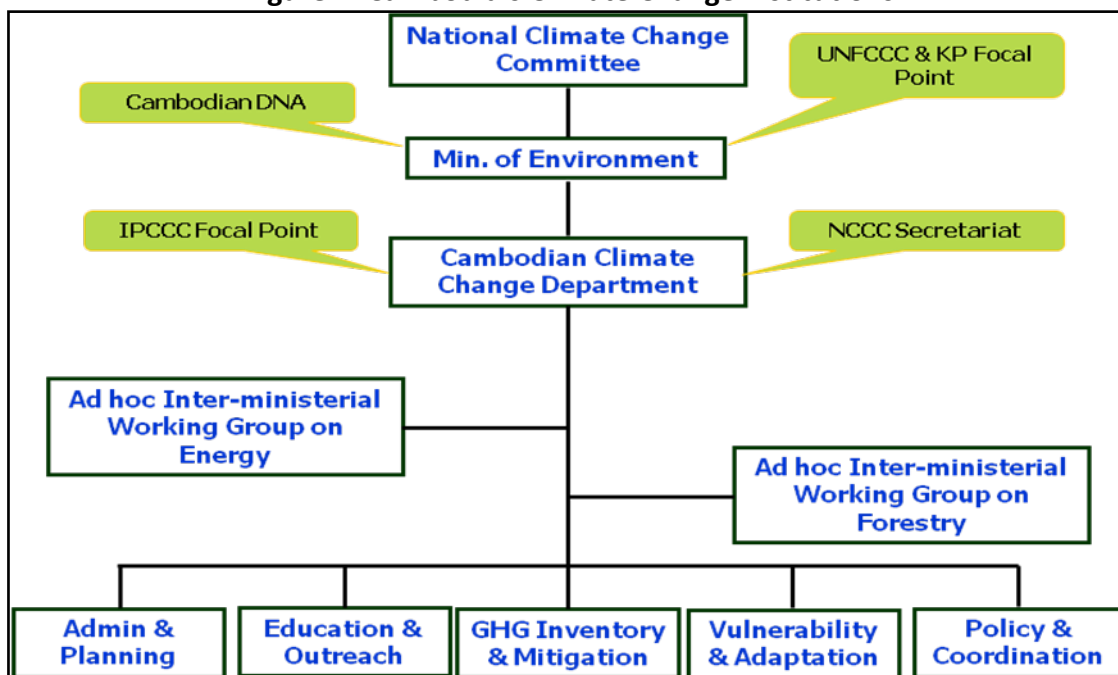 National Climate Change
Committee
UNFCCC & KP Focal
Point
Cambodian DNA
Min. of Environment
IPCCC Focal Point
NCCC Secretariat
Cambodian Climate
Change Department
Ad hoc Inter-ministerial
Working Group on
Energy
Ad hoc Inter-ministerial
Working Group on
Forestry
Admin &
Planning
Education &
Outreach
GHG Inventory
& Mitigation
Vulnerability
& Adaptation
Policy &
Coordination